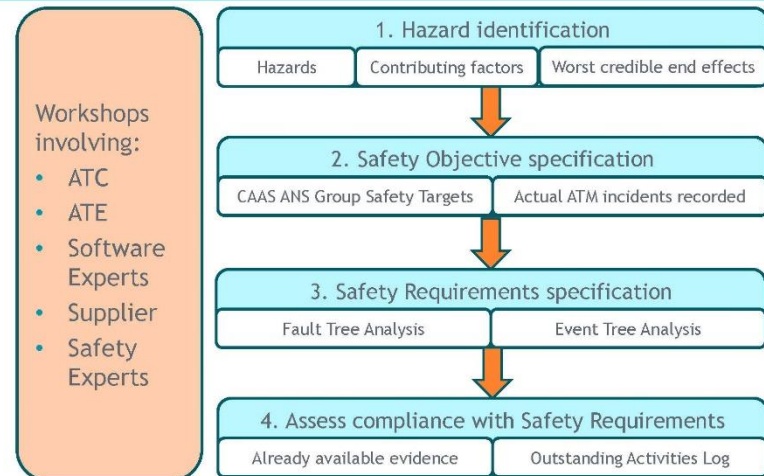 Workshops
involving:
• ATC
• ATE
• Software
Experts
• Supplier
• Safety
Experts
1. Hazard identification
Hazards
Contributing factors
Worst credible end effects
2. Safety Objective specification
CAAS ANS Group Safety Targets
Actual ATM incidents recorded
3. Safety Requirements specification
Fault Tree Analysis
Event Tree Analysis
4. Assess compliance with Safety Requirements
Already available evidence
Outstanding Activities Log